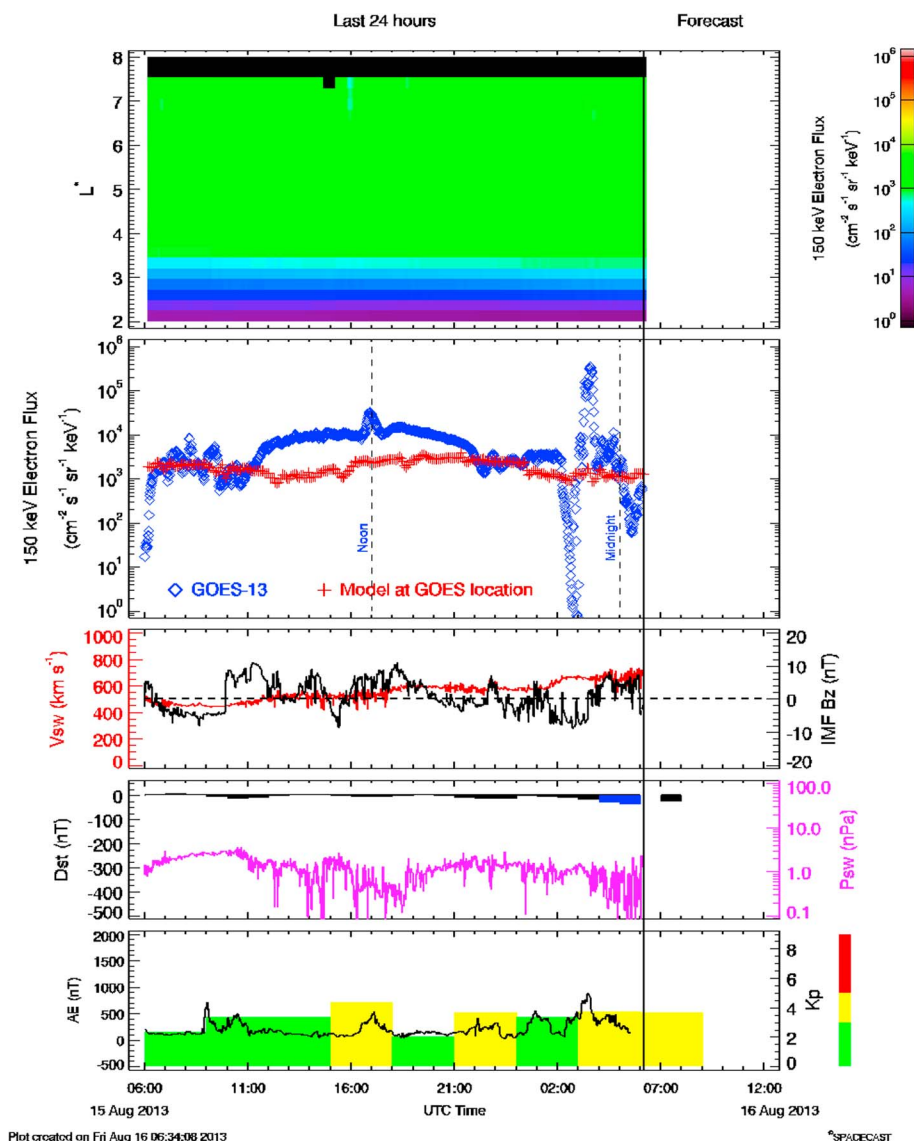 Last 24 hours Forecast
8
7
6
5
4
3
2
L*
150 keV Electron Flux
(cm⁻² s⁻¹ sr⁻¹ keV⁻¹)
10⁶
10⁵
10⁴
10³
10²
10¹
10⁰
150 keV Electron Flux
(cm⁻² s⁻¹ sr⁻¹ keV⁻¹)
10⁶
10⁵
10⁴
10³
10²
10¹
10⁰
Noon
Midnight
GOES-13 Model at GOES location
Vsw (km s⁻¹)
1000
800
600
400
200
0
20
10
0
-10
-20
IMF Bz (nT)
Dst (nT)
0
-100
-200
-300
-400
-500
100.0
10.0
1.0
0.1
Psw (nPa)
AE (nT)
2000
1500
1000
500
0
-500
8
6
4
2
0
Kp
06:00 11:00 16:00 21:00 02:00 07:00 12:00
15 Aug 2013 UTC Time 16 Aug 2013
Plot created on Fri Aug 16 06:34:08 2013 °SPACECAST